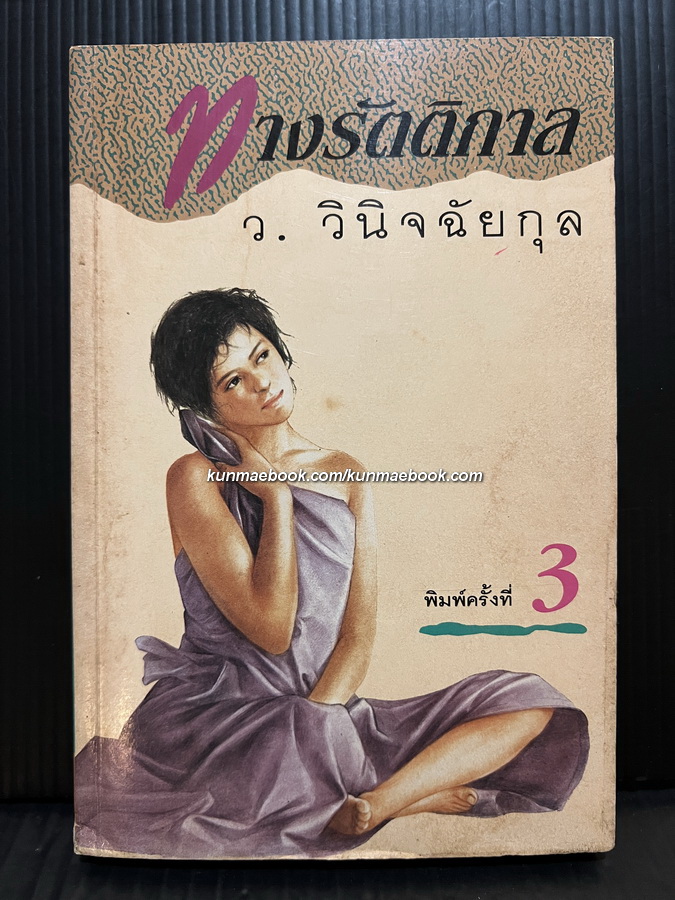 ทางรัตติกาล
ว. วินิจฉัยกุล
kunmaebook.com/kunmaebook.com
พิมพ์ครั้งที่ 3